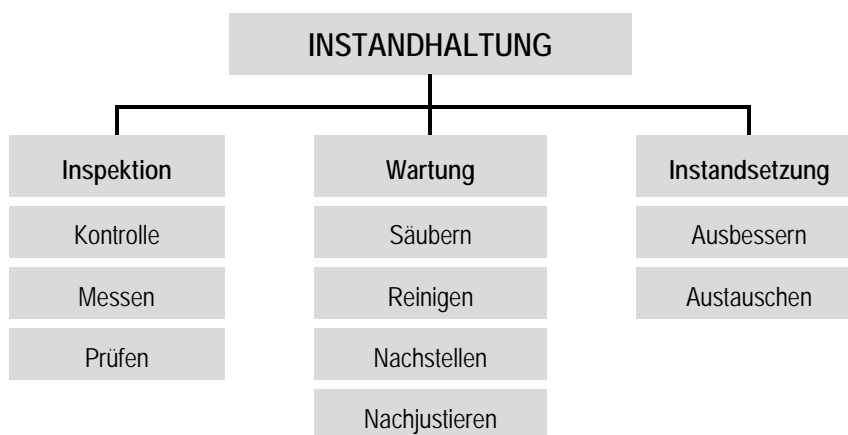 INSTANDHALTUNG
Inspektion
Kontrolle
Messen
Prüfen
Wartung
Säubern
Reinigen
Nachstellen
Nachjustieren
Instandsetzung
Ausbessern
Austauschen